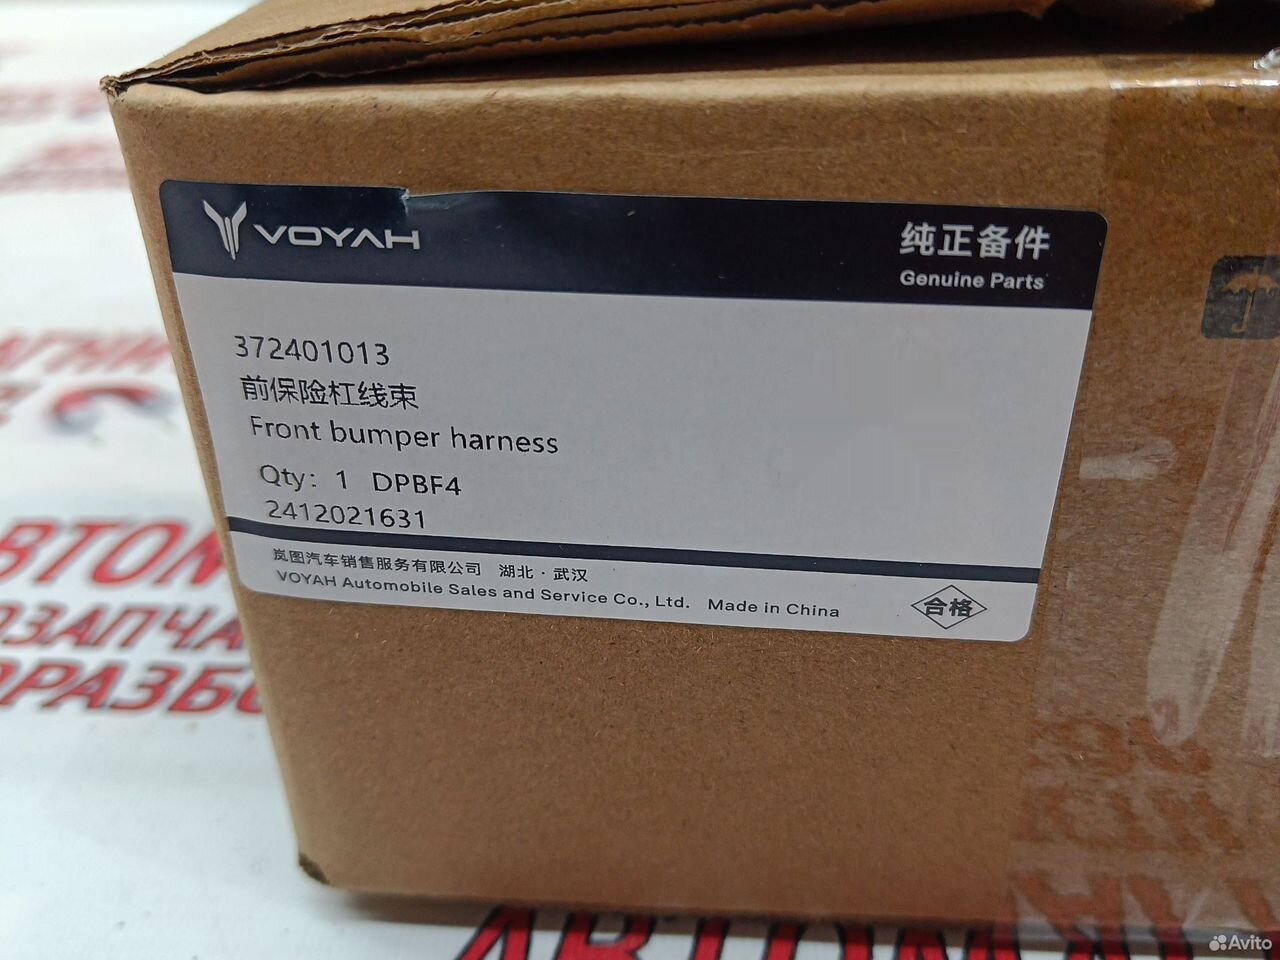 VOYAH
纯正备件
Genuine Parts
372401013
前保险杠线束
Front bumper harness
Qty: 1 DPBF4
2412021631
岚图汽车销售服务有限公司 湖北·武汉
VOYAH Automobile Sales and Service Co., Ltd. Made in China
合格
Avito